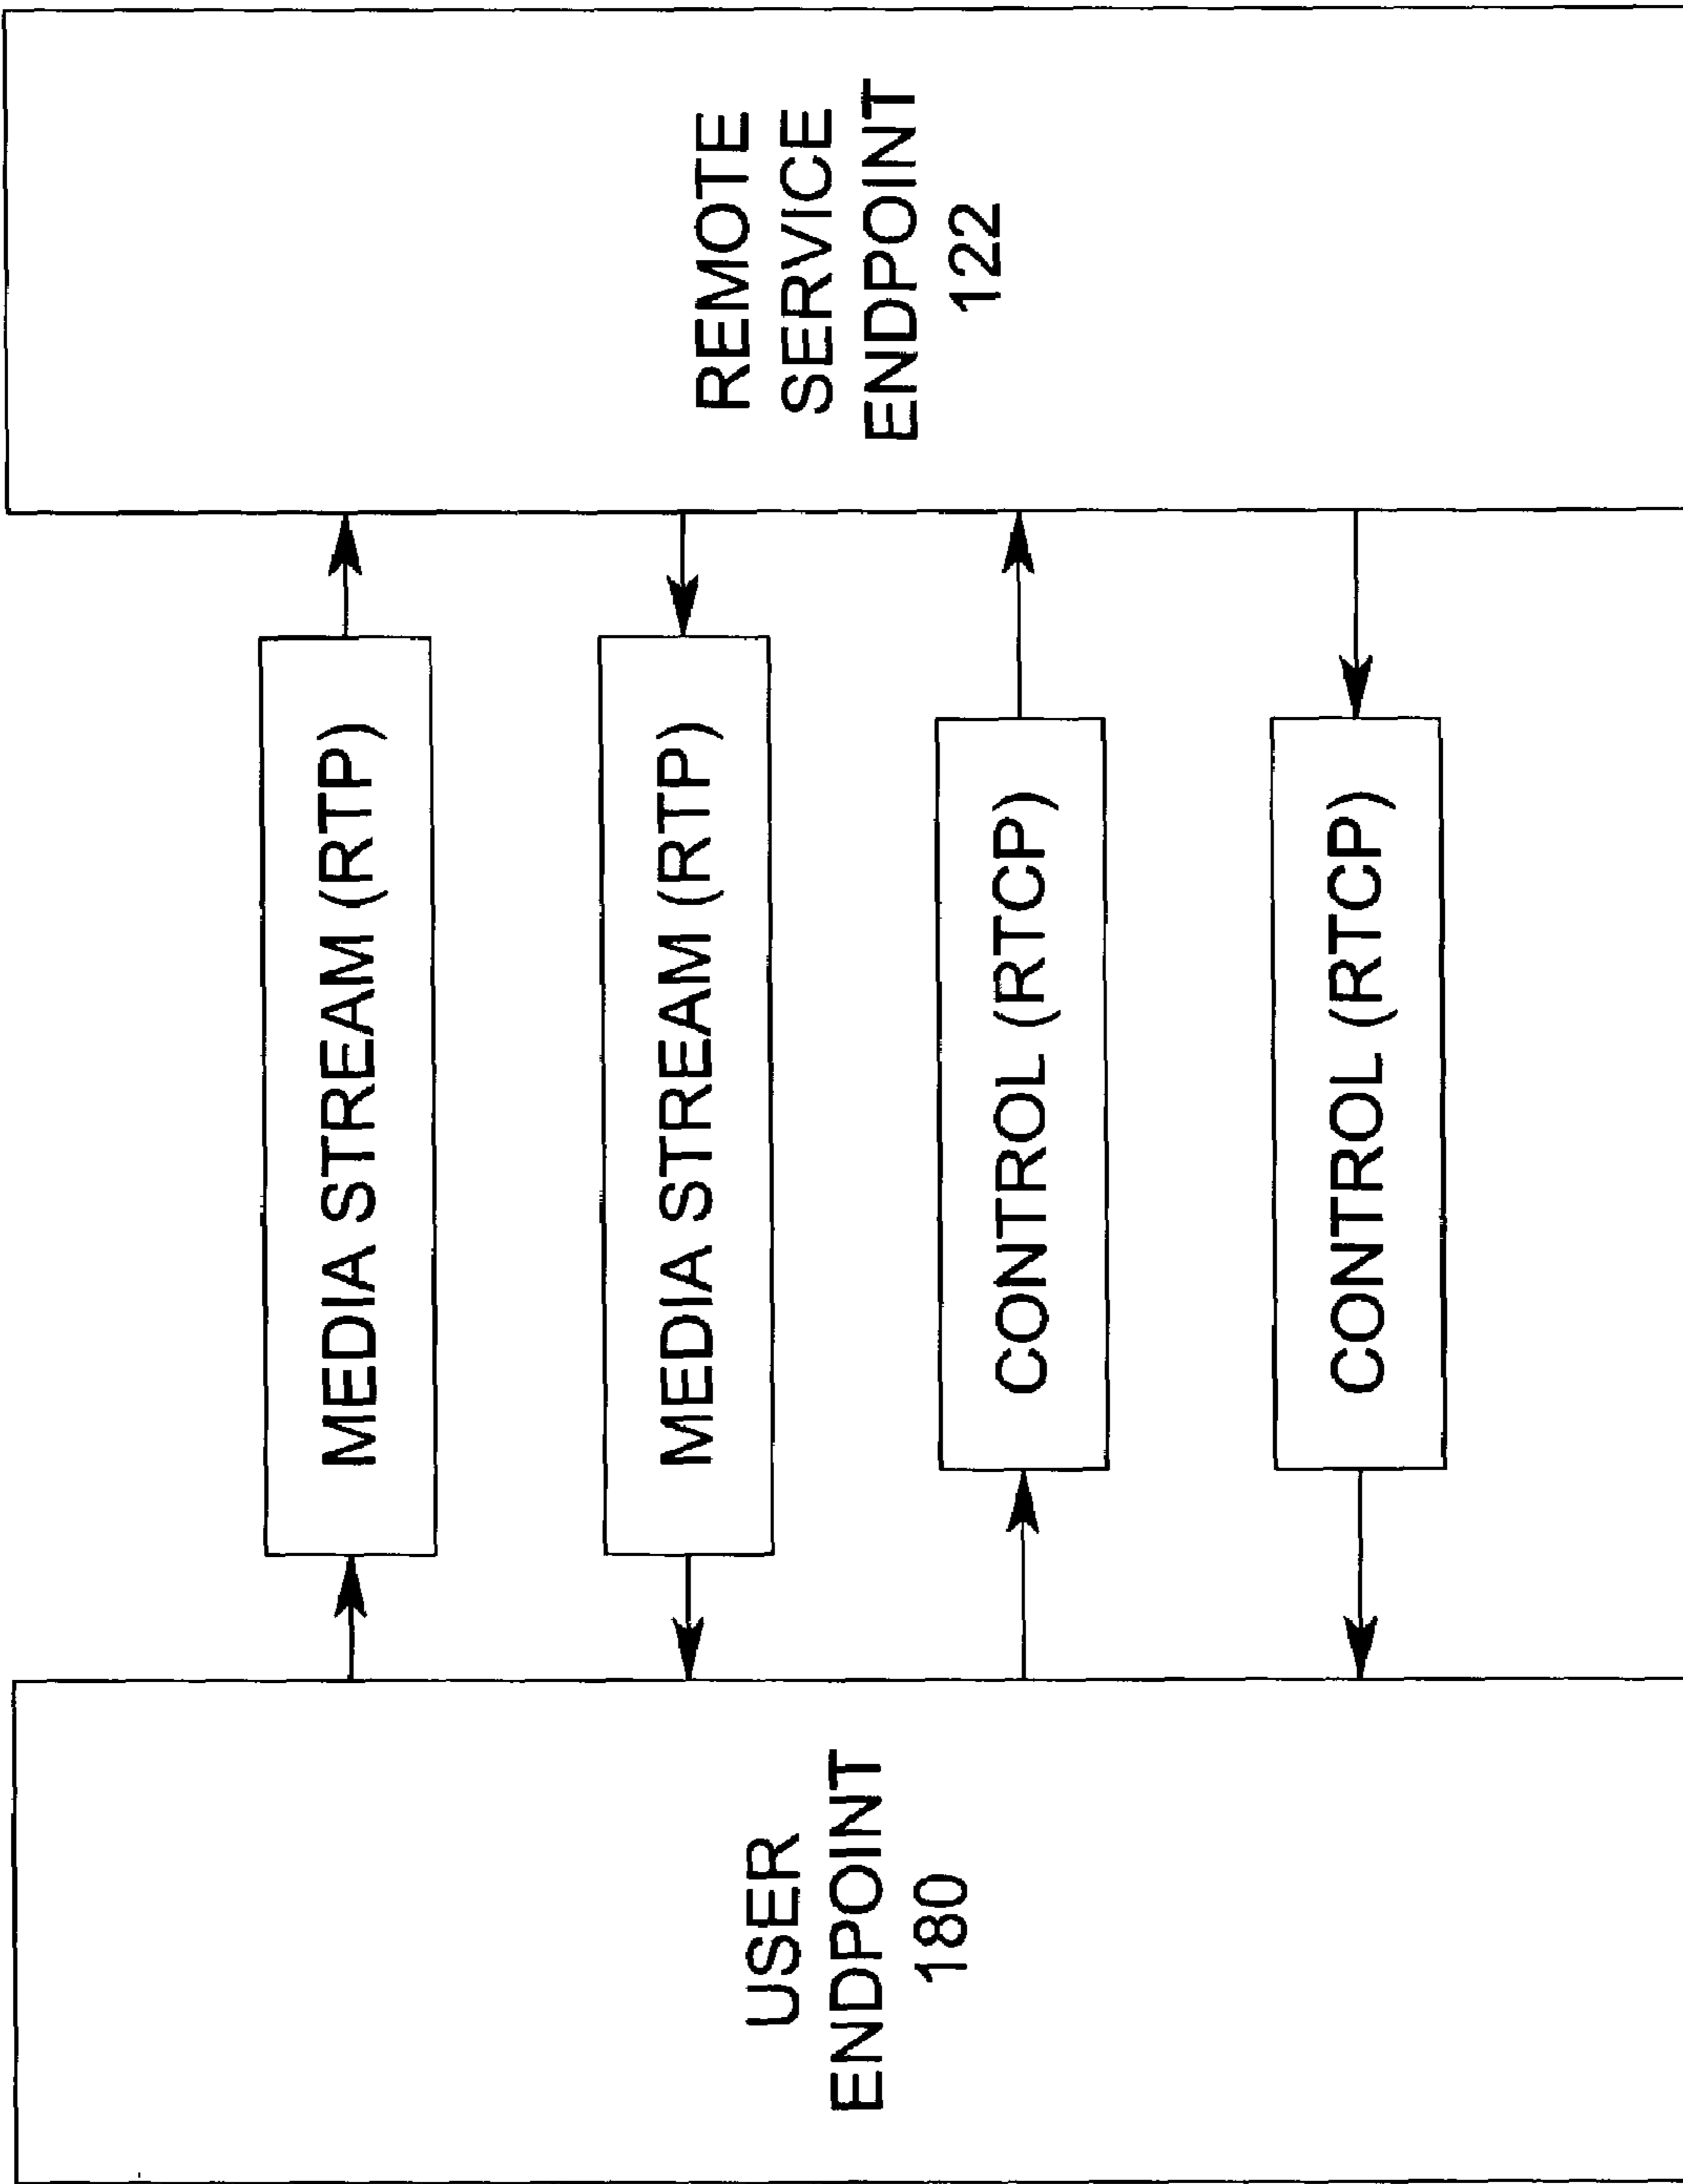 USER
ENDPOINT
180
MEDIA STREAM (RTP)
MEDIA STREAM (RTP)
CONTROL (RTCP)
CONTROL (RTCP)
REMOTE
SERVICE
ENDPOINT
122